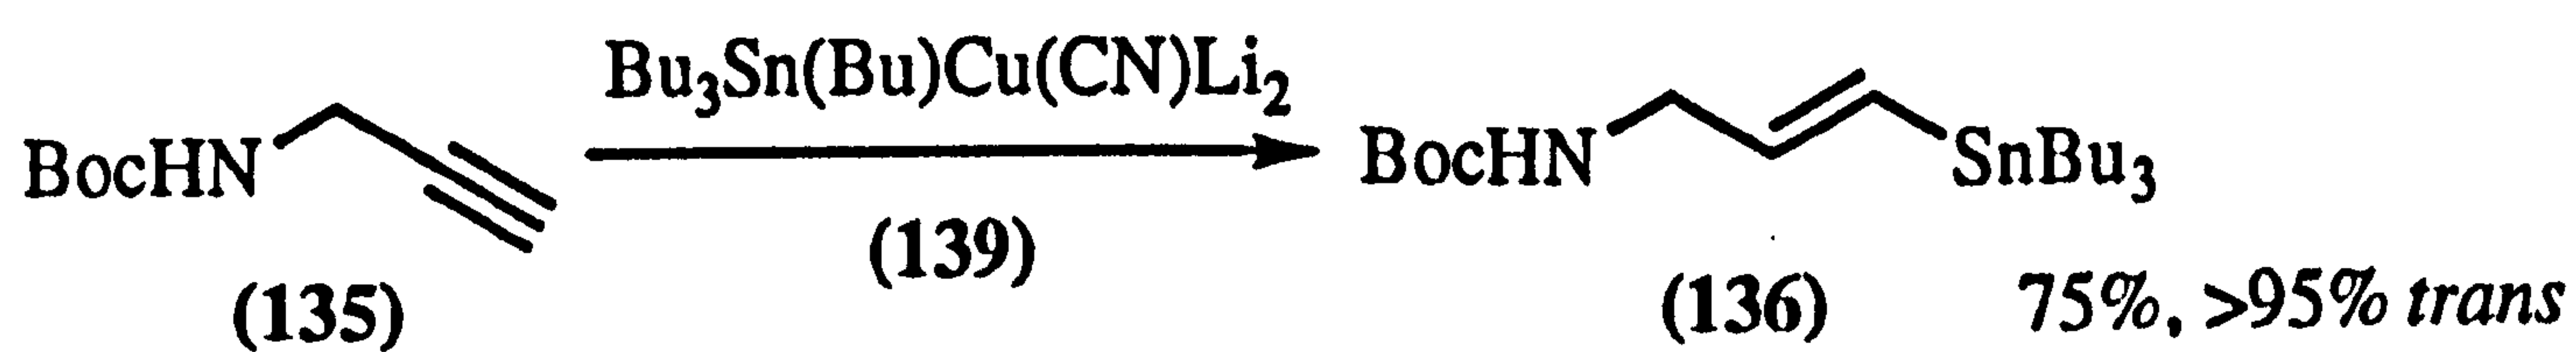 Bu₃Sn(Bu)Cu(CN)Li₂
BocHN
BocHN
SnBu₃
(139)
(135)
(136)
75%, >95% trans